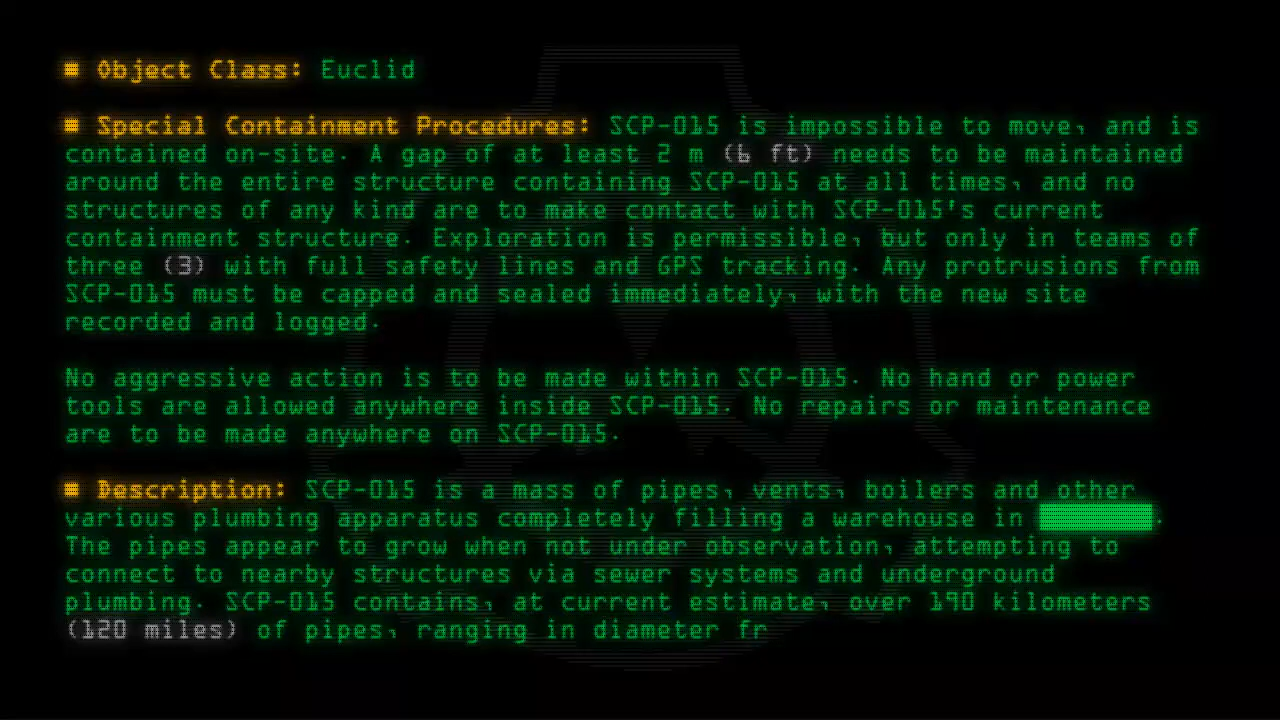 ■ Object Class: Euclid
■ Special Containment Procedures: SCP-015 is impossible to move, and is
contained on-site. A gap of at least 2 m (6 ft) needs to be maintained
around the entire structure containing SCP-015 at all times, and no
structures of any kind are to make contact with SCP-015's current
containment structure. Exploration is permissible, but only in teams of
three (3) with full safety lines and GPS tracking. Any protrusions from
SCP-015 must be capped and sealed immediately, with the new site
recorded and logged.
No aggressive action is to be made within SCP-015. No hand or power
tools are allowed anywhere inside SCP-015. No repairs or maintenance
are to be made anywhere on SCP-015.
■ Description: SCP-015 is a mass of pipes, vents, boilers and other
various plumbing apparatus completely filling a warehouse in ███████.
The pipes appear to grow when not under observation, attempting to
connect to nearby structures via sewer systems and underground
plumbing. SCP-015 contains, at current estimate, over 190 kilometers
(120 miles) of pipes, ranging in diameter fr